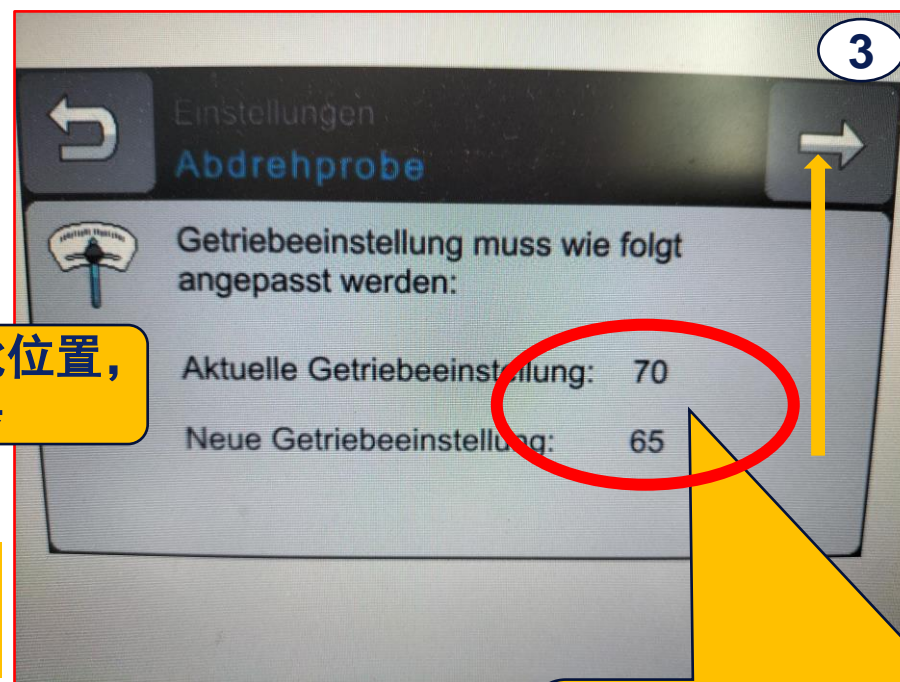 3
Einstellungen
Abdrehprobe
Getriebeeinstellung muss wie folgt
angepasst werden:
位置，
Aktuelle Getriebeeinstellung: 70
Neue Getriebeeinstellung: 65